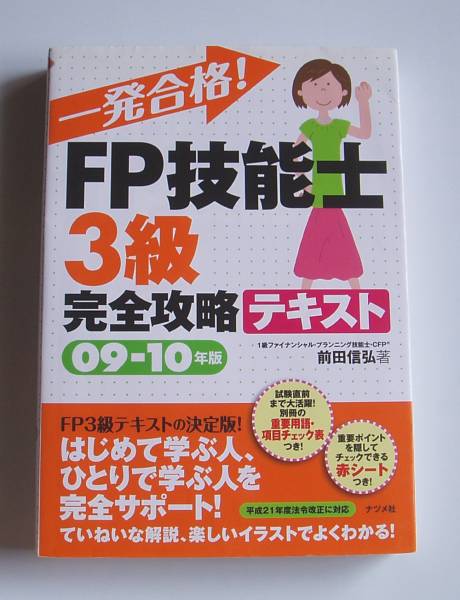 一発合格!
FP技能士
3級
完全攻略テキスト
09-10年版
1級ファイナンシャル・プランニング技能士・CFP®
前田信弘著
FP3級テキストの決定版!
はじめて学ぶ人、
ひとりで学ぶ人を
完全サポート!
ていねいな解説、楽しいイラストでよくわかる!
試験直前
まで大活躍!
別冊の
重要用語・
項目チェック表
つき!
重要ポイント
を隠して
チェックできる
赤シート
つき!
平成21年度法令改正に対応
ナツメ社